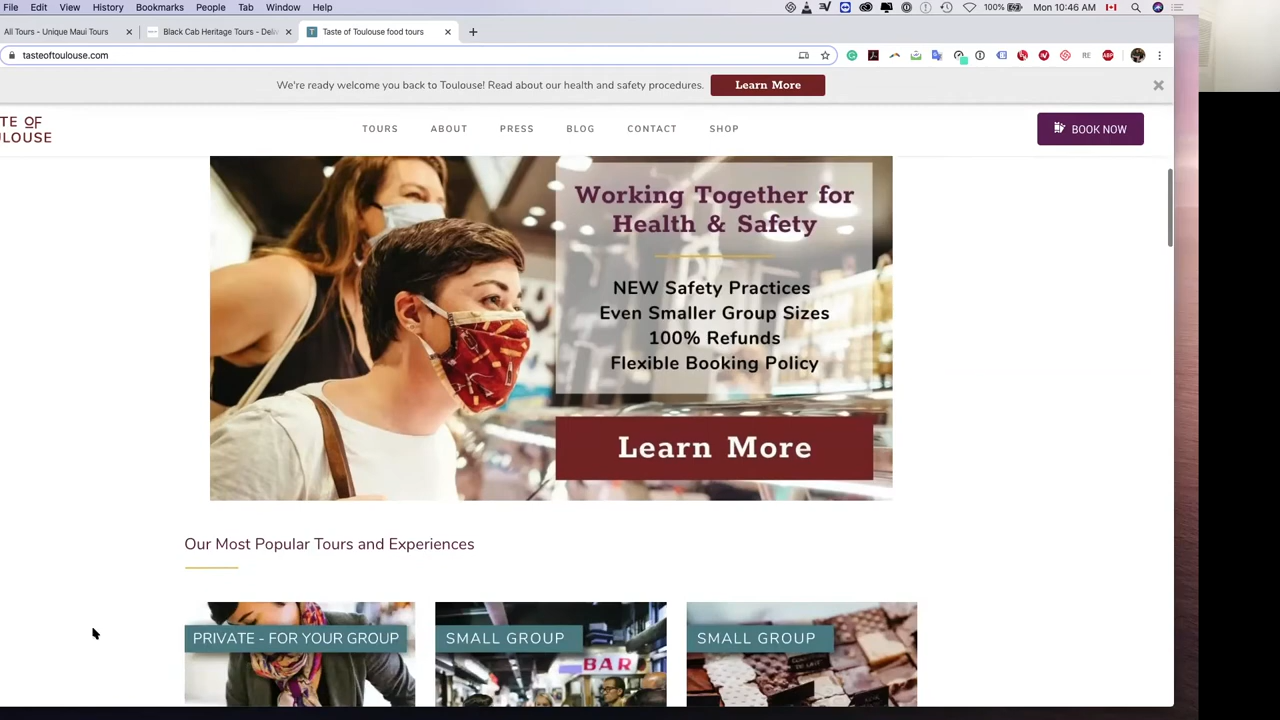 File Edit View History Bookmarks People Tab Window Help 100% Mon 10:46 AM
All Tours - Unique Maui Tours × Black Cab Heritage Tours - Deliv × Taste of Toulouse food tours × +
tasteoftoulouse.com
We're ready welcome you back to Toulouse! Read about our health and safety procedures. Learn More
TE OF
ULOUSE
TOURS ABOUT PRESS BLOG CONTACT SHOP
BOOK NOW
Working Together for
Health & Safety
NEW Safety Practices
Even Smaller Group Sizes
100% Refunds
Flexible Booking Policy
Learn More
Our Most Popular Tours and Experiences
PRIVATE - FOR YOUR GROUP SMALL GROUP SMALL GROUP
BAR